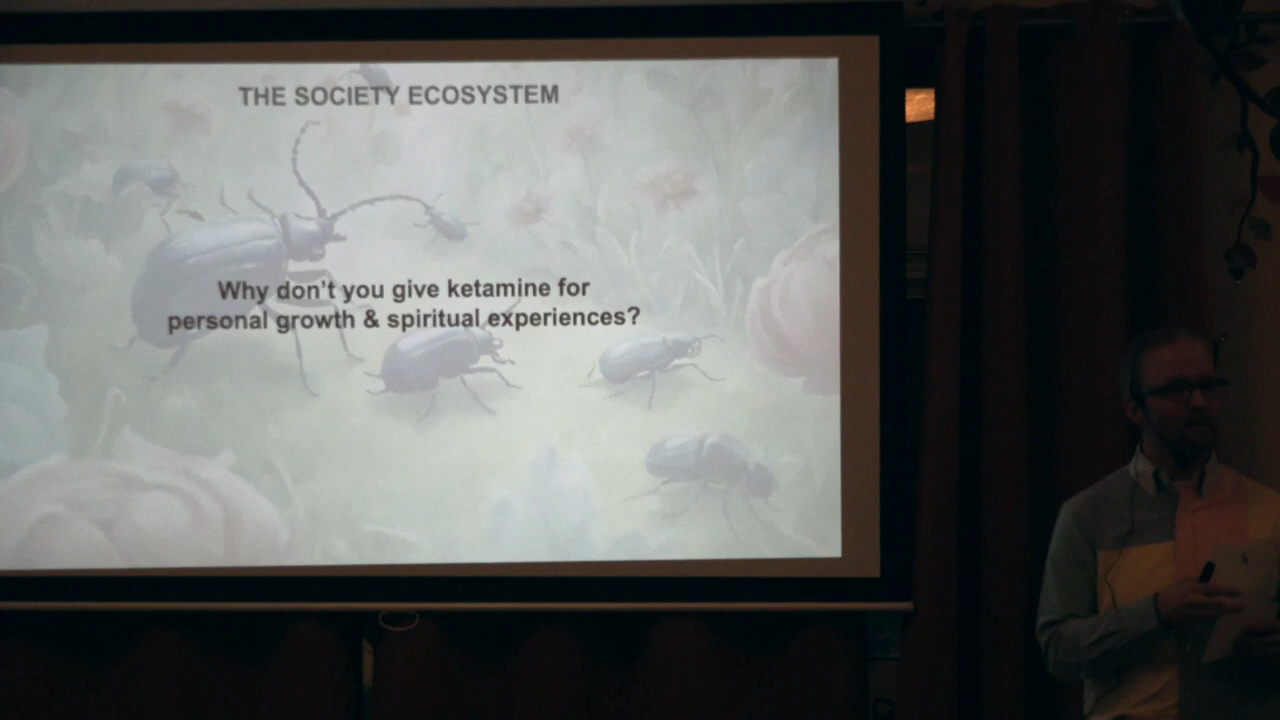 THE SOCIETY ECOSYSTEM
Why don't you give ketamine for
personal growth & spiritual experiences?